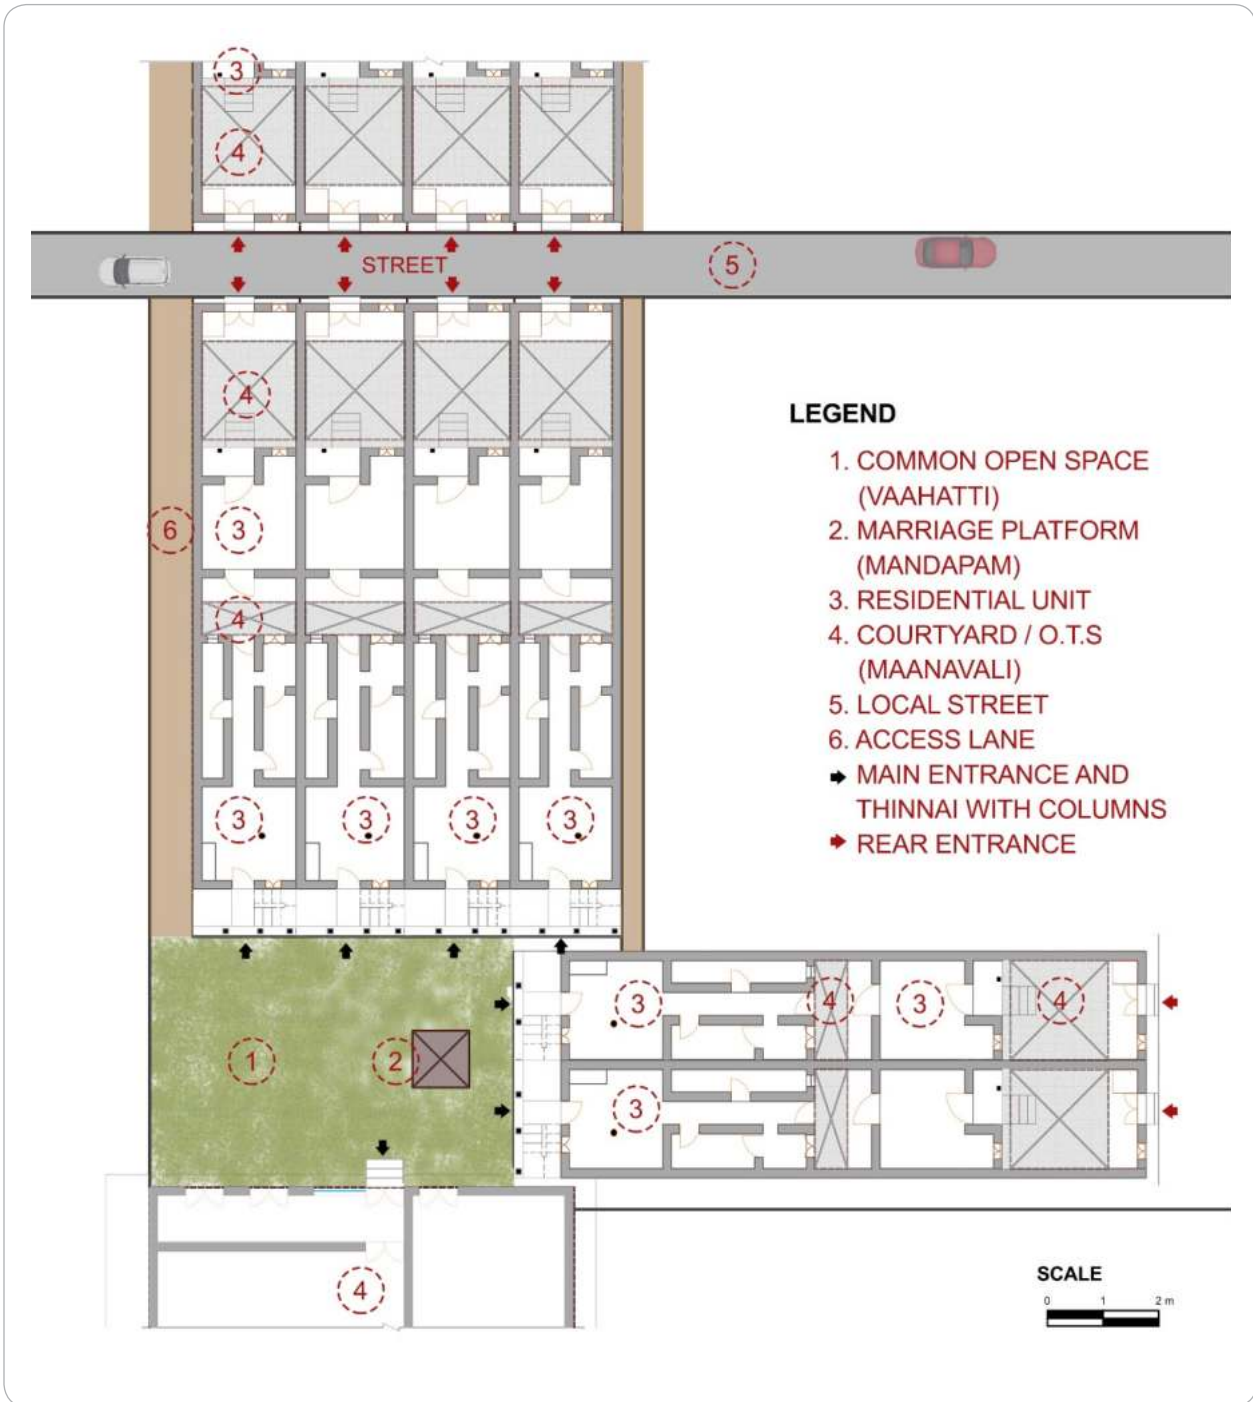 3
4
STREET
5
4
LEGEND
1. COMMON OPEN SPACE
(VAAHATTI)
2. MARRIAGE PLATFORM
(MANDAPAM)
3. RESIDENTIAL UNIT
4. COURTYARD / O.T.S
(MAANAVALI)
5. LOCAL STREET
6. ACCESS LANE
MAIN ENTRANCE AND
THINNAI WITH COLUMNS
REAR ENTRANCE
6
3
4
3 3 3 3
3 4 3 4
1 2
3
4
SCALE
0 1 2 m